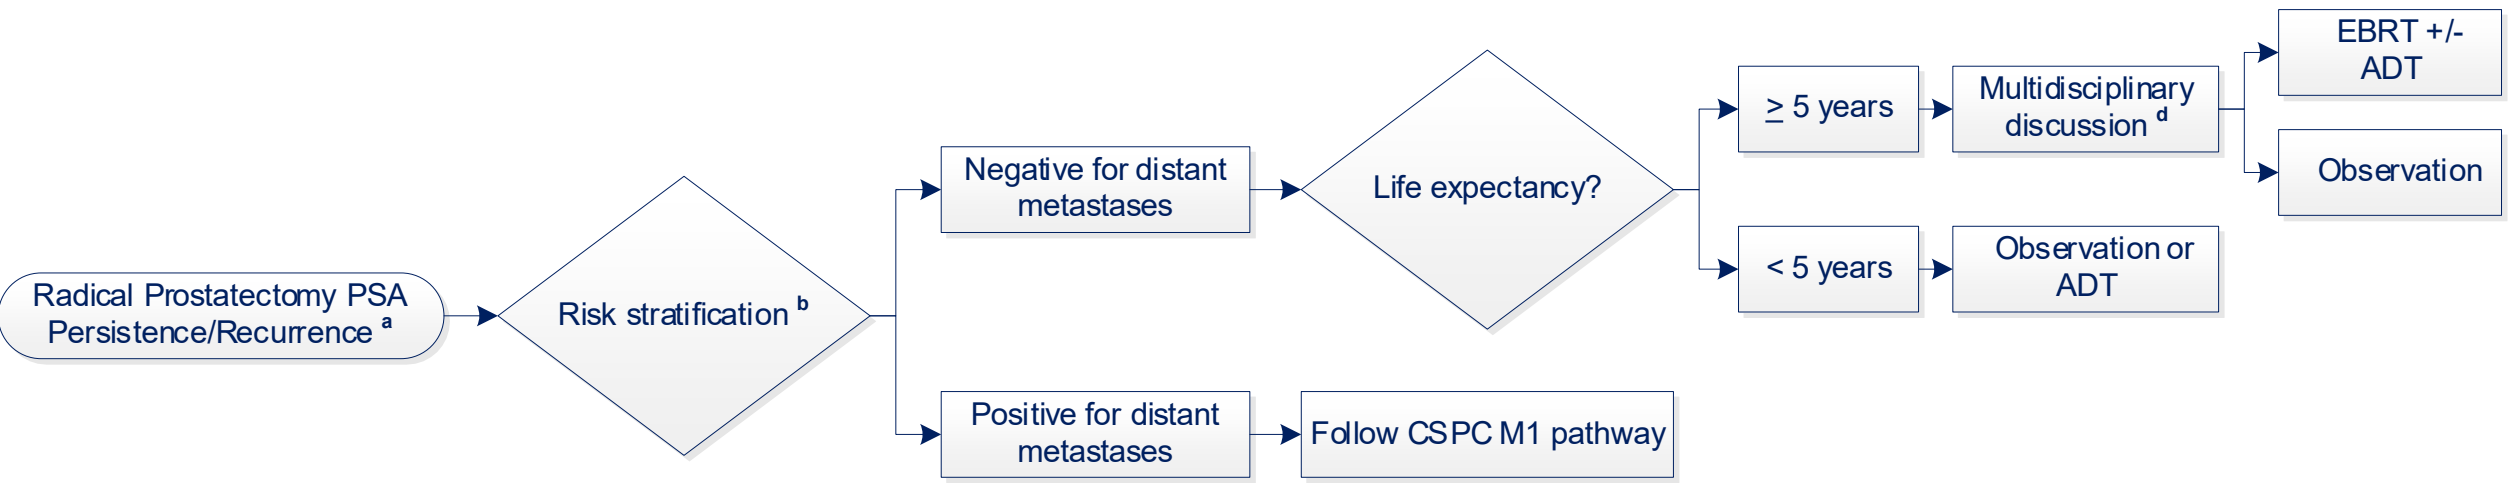 Radical Prostatectomy PSA
Persistence/Recurrence a
Risk stratification b
Negative for distant
metastases
Positive for distant
metastases
Follow CSPC M1 pathway
Life expectancy?
≥ 5 years
Multidisciplinary
discussion d
EBRT +/-
ADT
Observation
< 5 years
Observation or
ADT